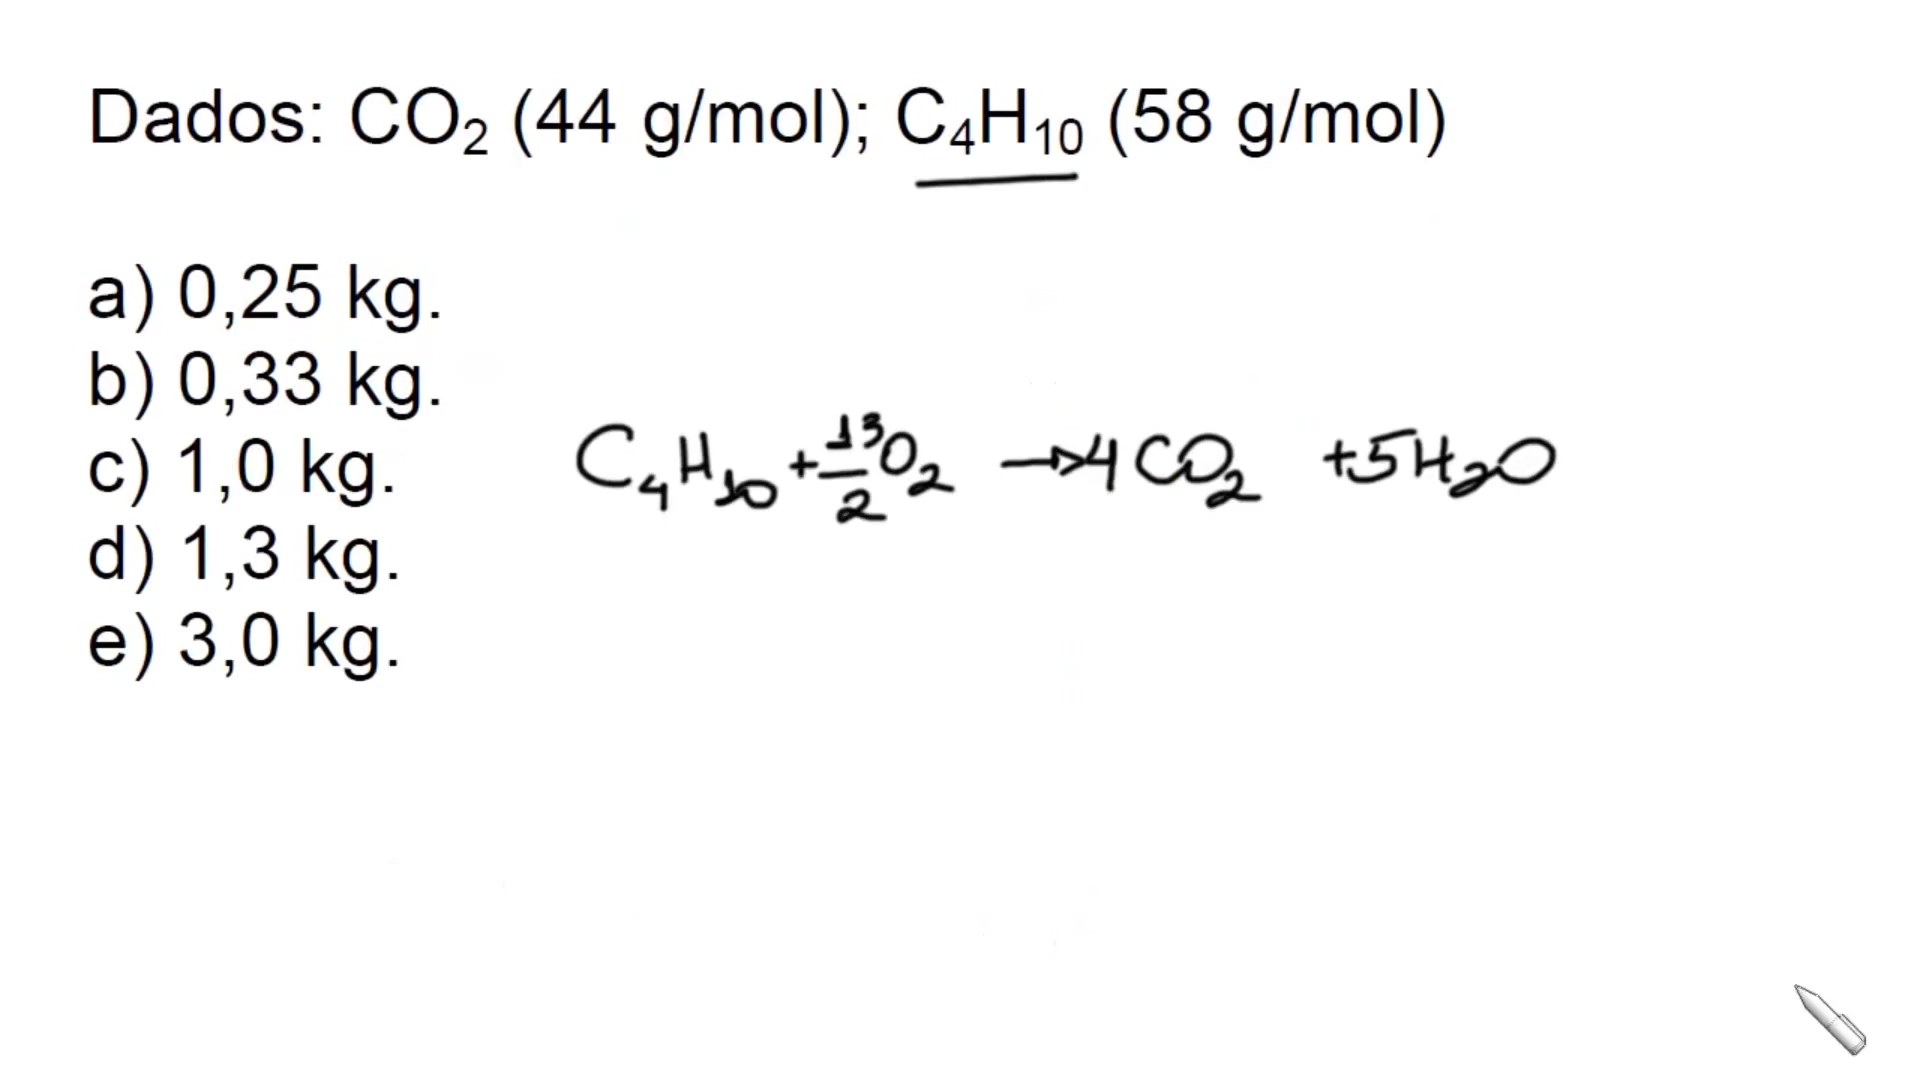 Dados: CO₂ (44 g/mol); C₄H₁₀ (58 g/mol)
a) 0,25 kg.
b) 0,33 kg.
c) 1,0 kg.
d) 1,3 kg.
e) 3,0 kg.
C₄H₁₀ + 13/2 O₂ → 4 CO₂ + 5 H₂O